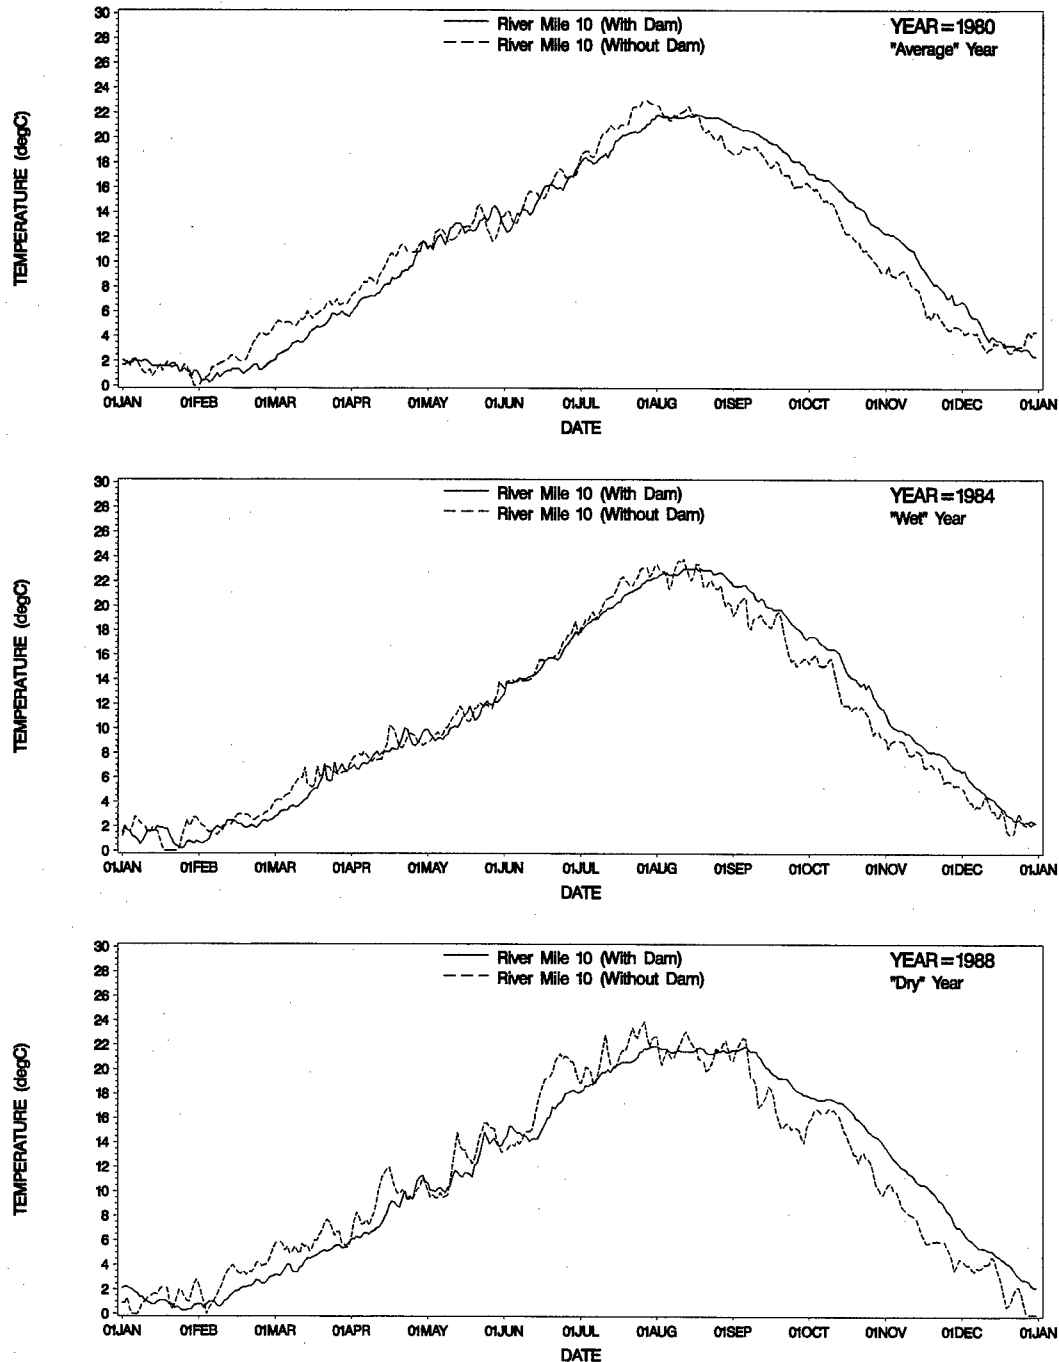 30
28
26
24
22
20
18
16
14
12
10
8
6
4
2
0
TEMPERATURE (degC)
River Mile 10 (With Dam)
River Mile 10 (Without Dam)
YEAR=1980
"Average" Year
01JAN 01FEB 01MAR 01APR 01MAY 01JUN 01JUL 01AUG 01SEP 01OCT 01NOV 01DEC 01JAN
DATE
30
28
26
24
22
20
18
16
14
12
10
8
6
4
2
0
TEMPERATURE (degC)
River Mile 10 (With Dam)
River Mile 10 (Without Dam)
YEAR=1984
"Wet" Year
01JAN 01FEB 01MAR 01APR 01MAY 01JUN 01JUL 01AUG 01SEP 01OCT 01NOV 01DEC 01JAN
DATE
30
28
26
24
22
20
18
16
14
12
10
8
6
4
2
0
TEMPERATURE (degC)
River Mile 10 (With Dam)
River Mile 10 (Without Dam)
YEAR=1988
"Dry" Year
01JAN 01FEB 01MAR 01APR 01MAY 01JUN 01JUL 01AUG 01SEP 01OCT 01NOV 01DEC 01JAN
DATE